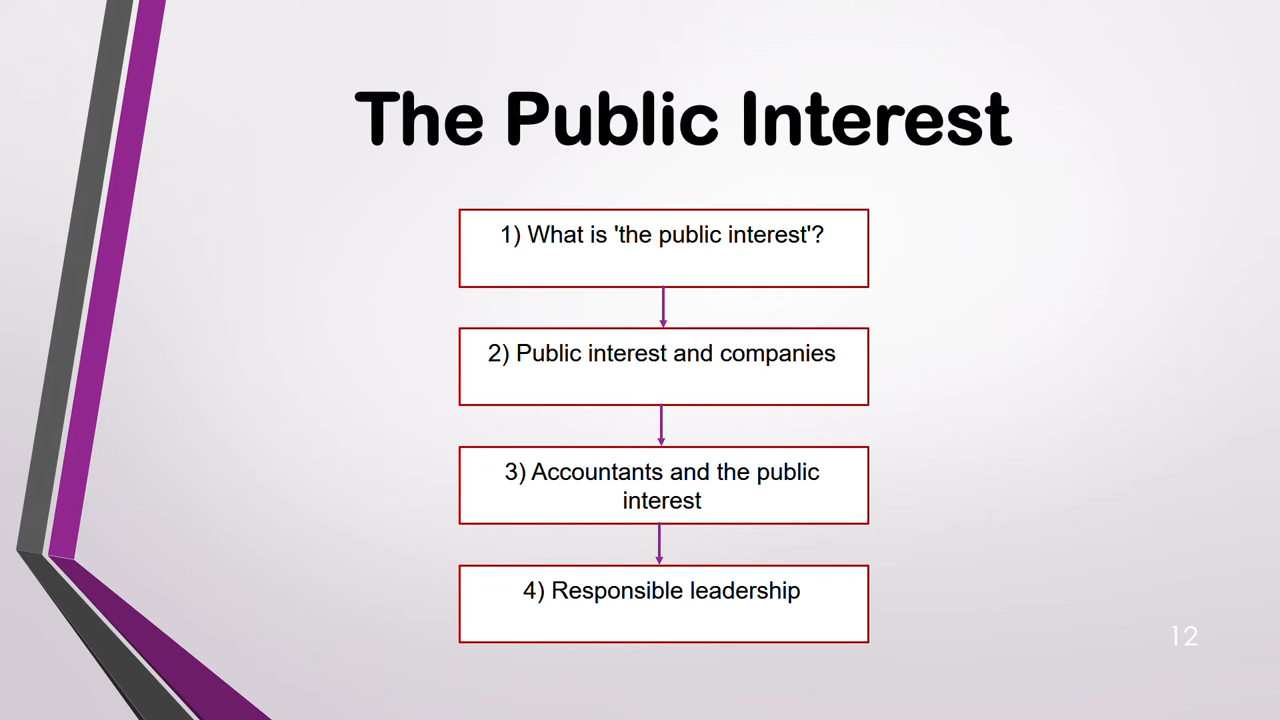 The Public Interest
1) What is 'the public interest'?
2) Public interest and companies
3) Accountants and the public
interest
4) Responsible leadership
12